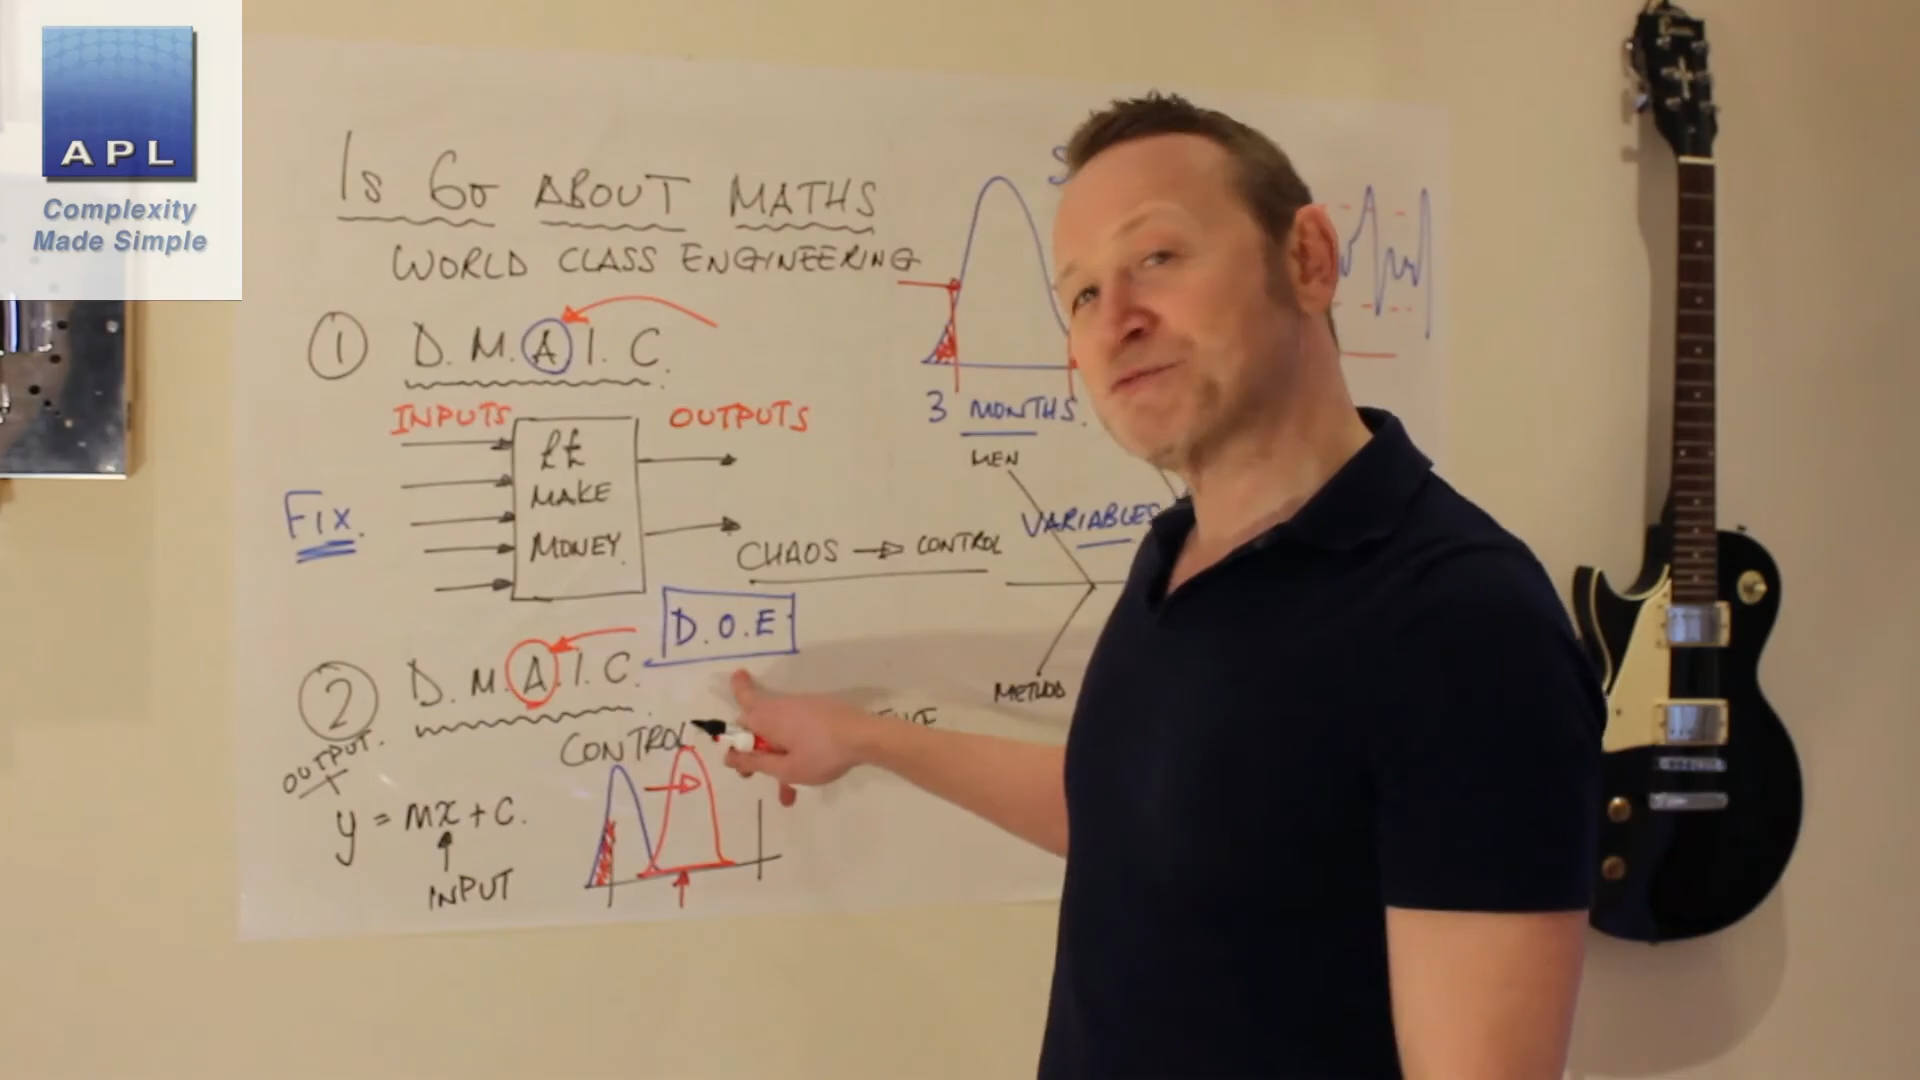 APL
Complexity
Made Simple
Is 6σ ABOUT MATHS
WORLD CLASS ENGINEERING
1 D.M.A.I.C.
INPUTS
OUTPUTS
££
MAKE
MONEY.
FIX.
CHAOS → CONTROL
3 MONTHS.
MEN
VARIABLES
METHOD
D.O.E
2 D.M.A.I.C.
CONTROL
OUTPUT.
y = mx + c.
INPUT